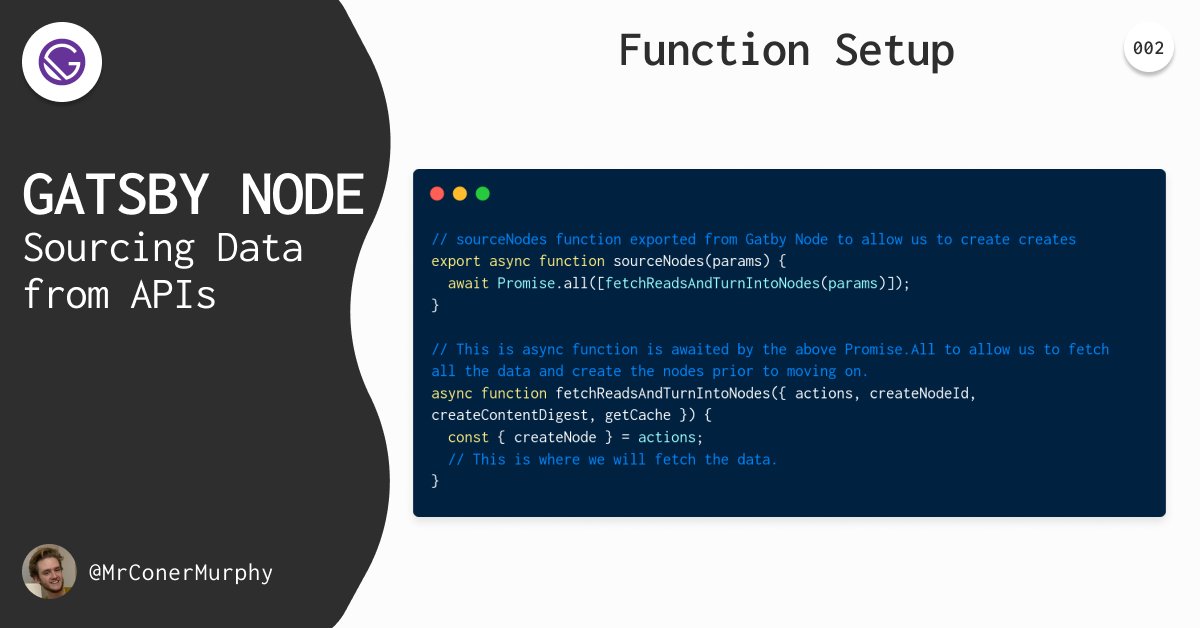 GATSBY NODE
Sourcing Data
from APIs
@MrConerMurphy
Function Setup
002
// sourceNodes function exported from Gatby Node to allow us to create creates
export async function sourceNodes(params) {
  await Promise.all([fetchReadsAndTurnIntoNodes(params)]);
}

// This is async function is awaited by the above Promise.All to allow us to fetch
all the data and create the nodes prior to moving on.
async function fetchReadsAndTurnIntoNodes({ actions, createNodeId,
createContentDigest, getCache }) {
  const { createNode } = actions;
  // This is where we will fetch the data.
}